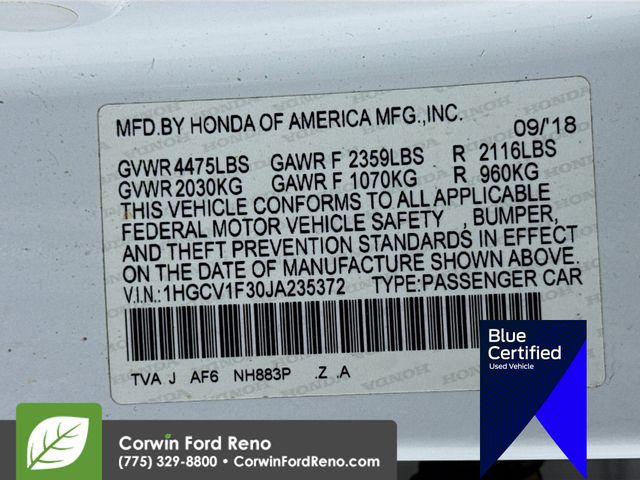 MFD.BY HONDA OF AMERICA MFG.,INC. 09/'18
GVWR 4475LBS GAWR F 2359LBS R 2116LBS
GVWR 2030KG GAWR F 1070KG R 960KG
THIS VEHICLE CONFORMS TO ALL APPLICABLE
FEDERAL MOTOR VEHICLE SAFETY , BUMPER,
AND THEFT PREVENTION STANDARDS IN EFFECT
ON THE DATE OF MANUFACTURE SHOWN ABOVE.
V.I.N.:1HGCV1F30JA235372 TYPE:PASSENGER CAR
TVA J AF6 NH883P .Z .A
Blue
Certified
Used Vehicle
Corwin Ford Reno
(775) 329-8800 • CorwinFordReno.com